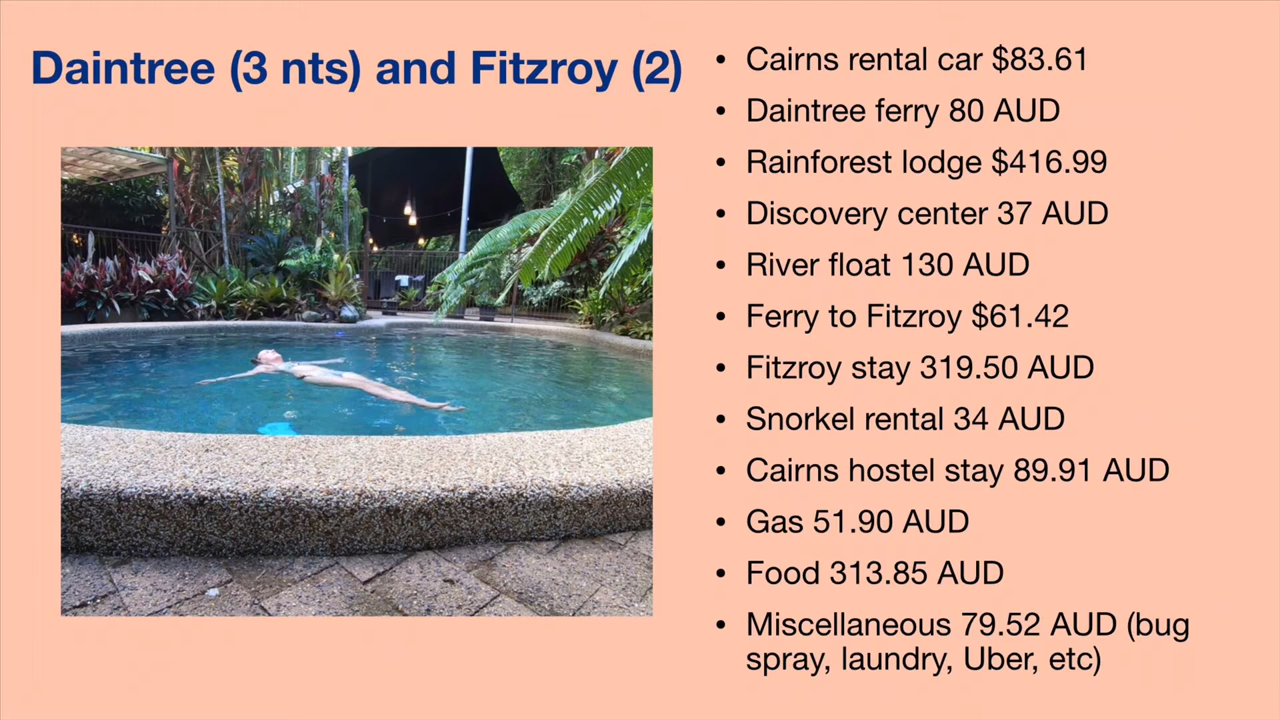 Daintree (3 nts) and Fitzroy (2)
• Cairns rental car $83.61
• Daintree ferry 80 AUD
• Rainforest lodge $416.99
• Discovery center 37 AUD
• River float 130 AUD
• Ferry to Fitzroy $61.42
• Fitzroy stay 319.50 AUD
• Snorkel rental 34 AUD
• Cairns hostel stay 89.91 AUD
• Gas 51.90 AUD
• Food 313.85 AUD
• Miscellaneous 79.52 AUD (bug
spray, laundry, Uber, etc)